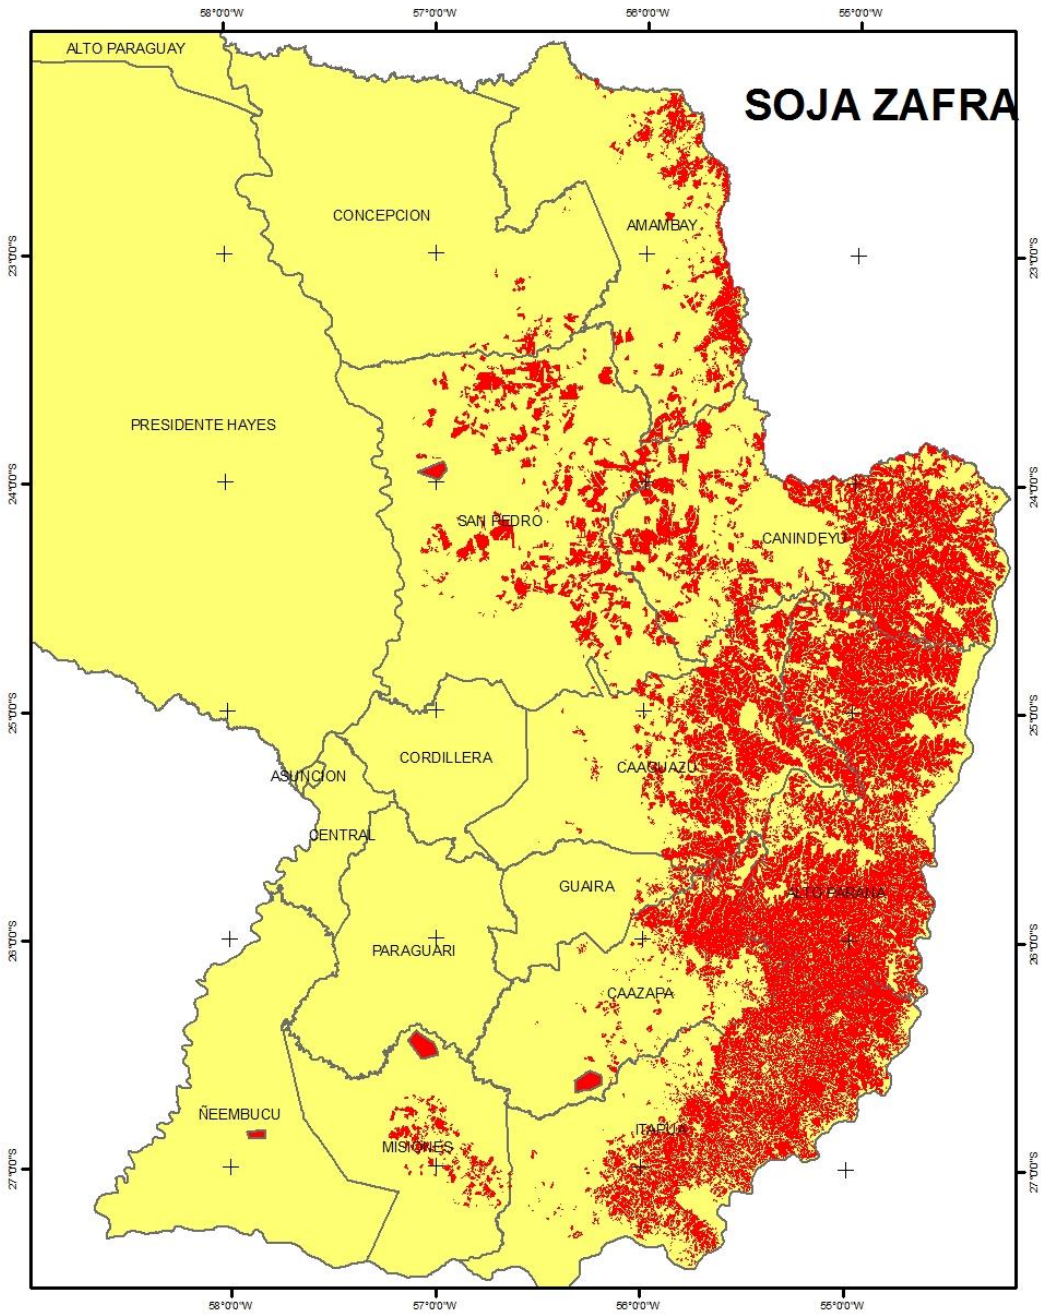 58°0'0"W 57°0'0"W 56°0'0"W 55°0'0"W
ALTO PARAGUAY
SOJA ZAFRA
CONCEPCION
AMAMBAY
23°0'0"S 23°0'0"S
PRESIDENTE HAYES
24°0'0"S 24°0'0"S
SAN PEDRO
CANINDEYU
25°0'0"S 25°0'0"S
CORDILLERA
CAAGUAZU
ASUNCION
CENTRAL
GUAIRA
ALTO PARANA
26°0'0"S 26°0'0"S
PARAGUARI
CAAZAPA
ÑEEMBUCU
ITAPUA
MISIONES
27°0'0"S 27°0'0"S
58°0'0"W 57°0'0"W 56°0'0"W 55°0'0"W